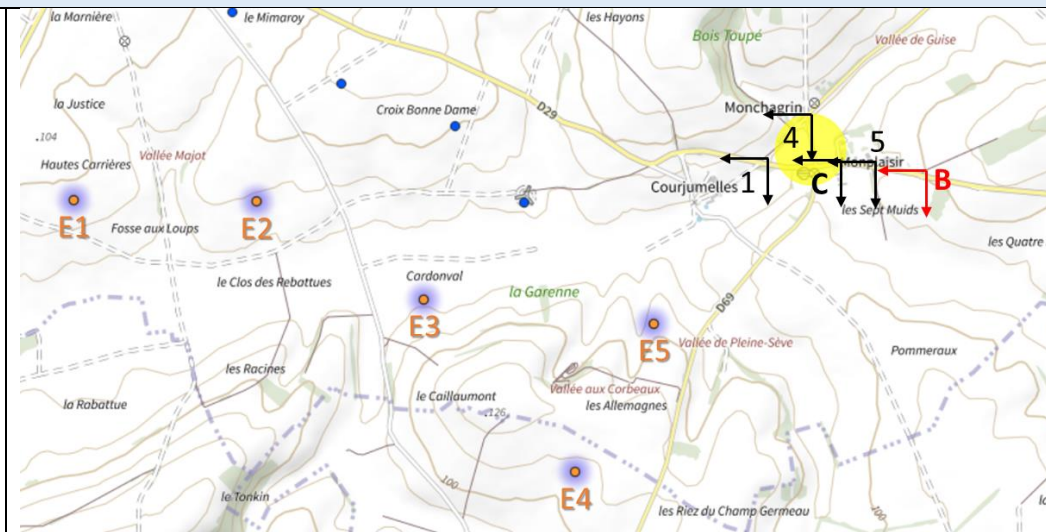 la Marnière
le Mimaroy
les Hayons
Bois Toupé
Vallée de Guise
la Justice
Croix Bonne Dame
D29
Monchagrin
.104
4
5
Hautes Carrières
Vallée Majot
Monplaisir
Courjumelles
1
C
B
les Sept Muids
E1
Fosse aux Loups
E2
les Quatre
le Clos des Rebattues
Cardonval
la Garenne
D69
E3
E5
Vallée de Pleine-Sève
Pommeraux
les Racines
Vallée aux Corbeaux
la Rabattue
le Caillaumont
les Allemagnes
.126
100
le Tonkin
E4
les Riez du Champ Germeau
100